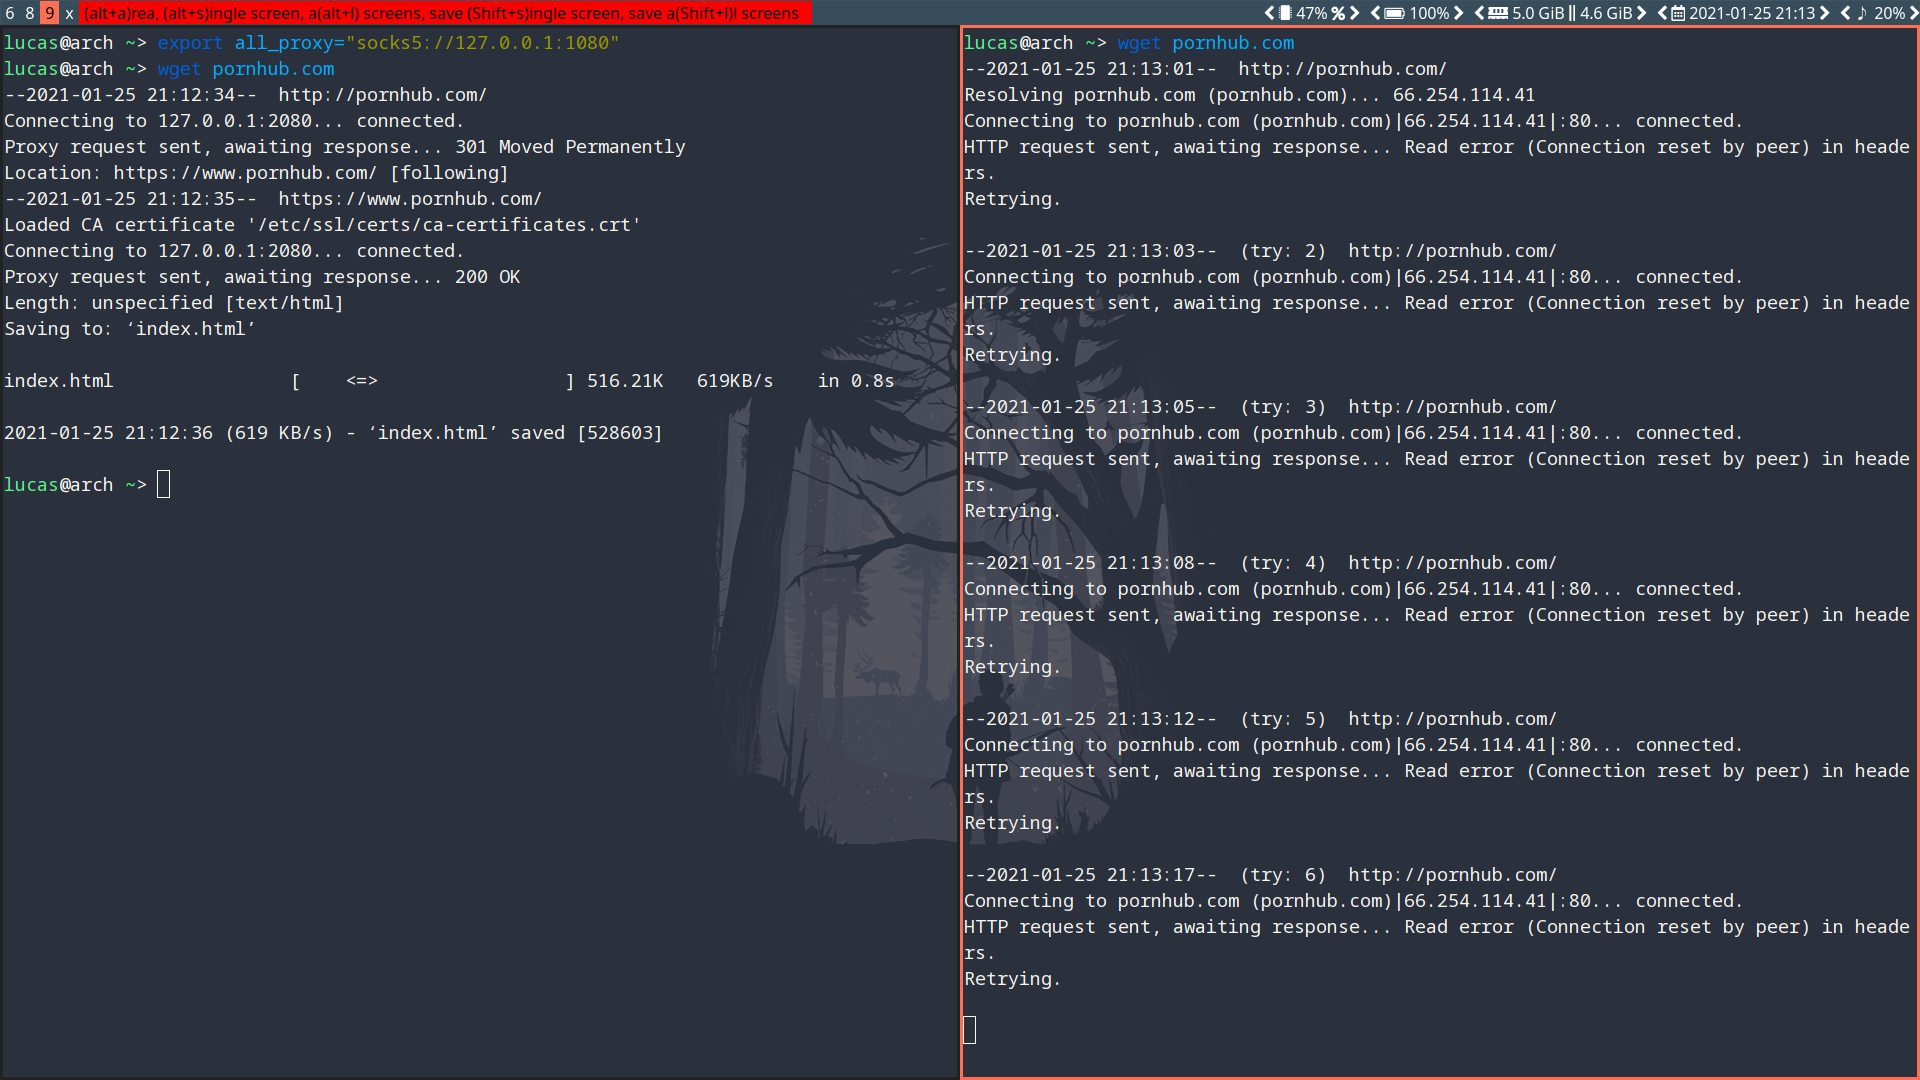 6 8 9 x (alt+a)rea, (alt+s)ingle screen, a(alt+l) screens, save (Shift+s)ingle screen, save a(Shift+l)l screens 47% % 100% 5.0 GiB || 4.6 GiB 2021-01-25 21:13 ♪ 20%
lucas@arch ~> export all_proxy="socks5://127.0.0.1:1080"
lucas@arch ~> wget pornhub.com
--2021-01-25 21:12:34--  http://pornhub.com/
Connecting to 127.0.0.1:2080... connected.
Proxy request sent, awaiting response... 301 Moved Permanently
Location: https://www.pornhub.com/ [following]
--2021-01-25 21:12:35--  https://www.pornhub.com/
Loaded CA certificate '/etc/ssl/certs/ca-certificates.crt'
Connecting to 127.0.0.1:2080... connected.
Proxy request sent, awaiting response... 200 OK
Length: unspecified [text/html]
Saving to: ‘index.html’
index.html [ <=> ] 516.21K 619KB/s in 0.8s
2021-01-25 21:12:36 (619 KB/s) - ‘index.html’ saved [528603]
lucas@arch ~>
lucas@arch ~> wget pornhub.com
--2021-01-25 21:13:01--  http://pornhub.com/
Resolving pornhub.com (pornhub.com)... 66.254.114.41
Connecting to pornhub.com (pornhub.com)|66.254.114.41|:80... connected.
HTTP request sent, awaiting response... Read error (Connection reset by peer) in heade
rs.
Retrying.
--2021-01-25 21:13:03--  (try: 2)  http://pornhub.com/
Connecting to pornhub.com (pornhub.com)|66.254.114.41|:80... connected.
HTTP request sent, awaiting response... Read error (Connection reset by peer) in heade
rs.
Retrying.
--2021-01-25 21:13:05--  (try: 3)  http://pornhub.com/
Connecting to pornhub.com (pornhub.com)|66.254.114.41|:80... connected.
HTTP request sent, awaiting response... Read error (Connection reset by peer) in heade
rs.
Retrying.
--2021-01-25 21:13:08--  (try: 4)  http://pornhub.com/
Connecting to pornhub.com (pornhub.com)|66.254.114.41|:80... connected.
HTTP request sent, awaiting response... Read error (Connection reset by peer) in heade
rs.
Retrying.
--2021-01-25 21:13:12--  (try: 5)  http://pornhub.com/
Connecting to pornhub.com (pornhub.com)|66.254.114.41|:80... connected.
HTTP request sent, awaiting response... Read error (Connection reset by peer) in heade
rs.
Retrying.
--2021-01-25 21:13:17--  (try: 6)  http://pornhub.com/
Connecting to pornhub.com (pornhub.com)|66.254.114.41|:80... connected.
HTTP request sent, awaiting response... Read error (Connection reset by peer) in heade
rs.
Retrying.